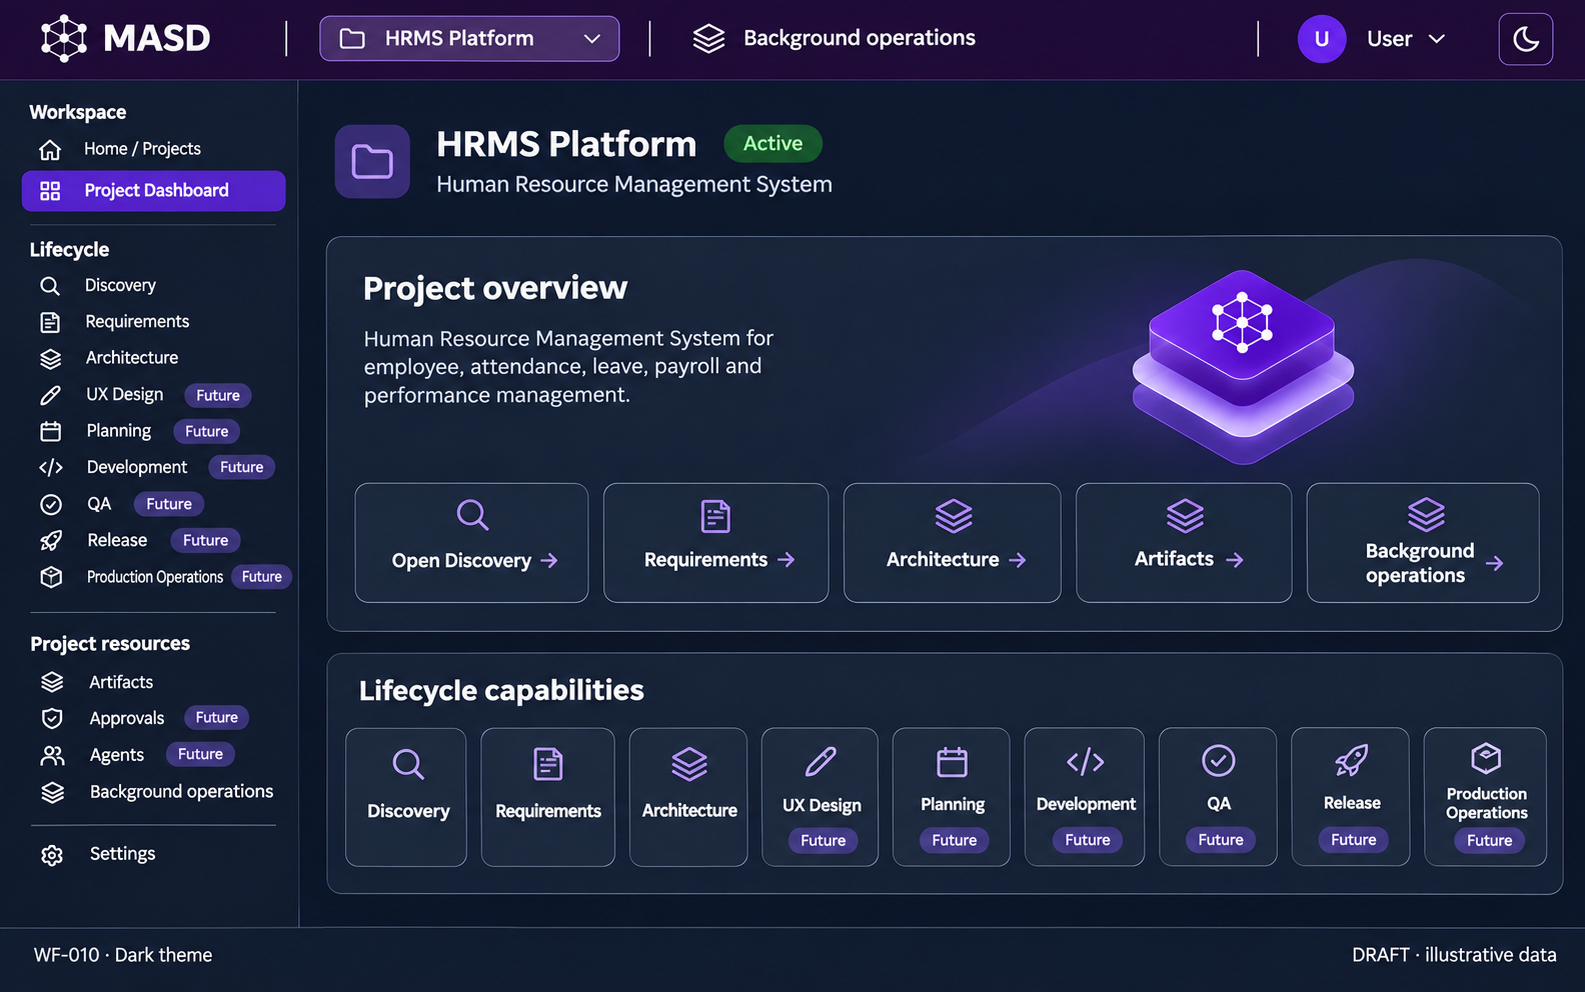 MASD
HRMS Platform
Background operations
U
User
Workspace
Home / Projects
Project Dashboard
Lifecycle
Discovery
Requirements
Architecture
UX Design Future
Planning Future
Development Future
QA Future
Release Future
Production Operations Future
Project resources
Artifacts
Approvals Future
Agents Future
Background operations
Settings
HRMS Platform Active
Human Resource Management System
Project overview
Human Resource Management System for
employee, attendance, leave, payroll and
performance management.
Open Discovery →
Requirements →
Architecture →
Artifacts →
Background
operations →
Lifecycle capabilities
Discovery
Requirements
Architecture
UX Design
Future
Planning
Future
Development
Future
QA
Future
Release
Future
Production
Operations
Future
WF-010 · Dark theme
DRAFT · illustrative data